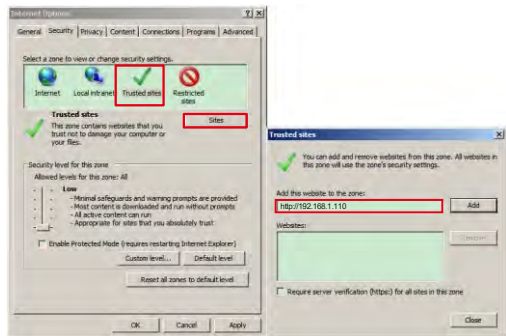 Internet Options
General Security Privacy Content Connections Programs Advanced
Select a zone to view or change security settings.
Internet Local intranet Trusted sites Restricted sites
Trusted sites
Sites
This zone contains websites that you
trust not to damage your computer or
your files.
Security level for this zone
Allowed levels for this zone: All
Low
- Minimal safeguards and warning prompts are provided
- Most content is downloaded and run without prompts
- All active content can run
- Appropriate for sites that you absolutely trust
Enable Protected Mode (requires restarting Internet Explorer)
Custom level... Default level
Reset all zones to default level
OK Cancel Apply
Trusted sites
You can add and remove websites from this zone. All websites in
this zone will use the zone's security settings.
Add this website to the zone:
http://192.168.1.110 Add
Websites:
Require server verification (https:) for all sites in this zone
Close